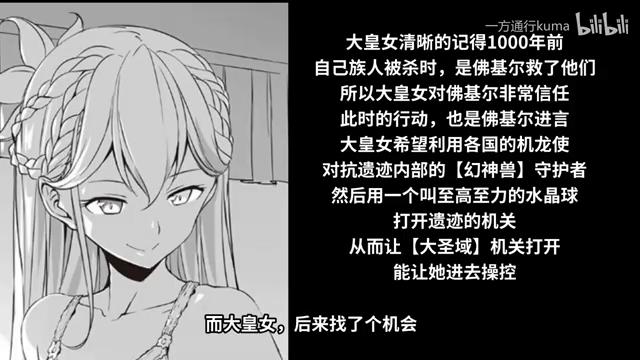 一方通行kuma bilibili
大皇女清晰的记得1000年前
自己族人被杀时，是佛基尔救了他们
所以大皇女对佛基尔非常信任
此时的行动，也是佛基尔进言
大皇女希望利用各国的机龙使
对抗遗迹内部的【幻神兽】守护者
然后用一个叫至高至力的水晶球
打开遗迹的机关
从而让【大圣域】机关打开
能让她进去操控
而大皇女，后来找了个机会